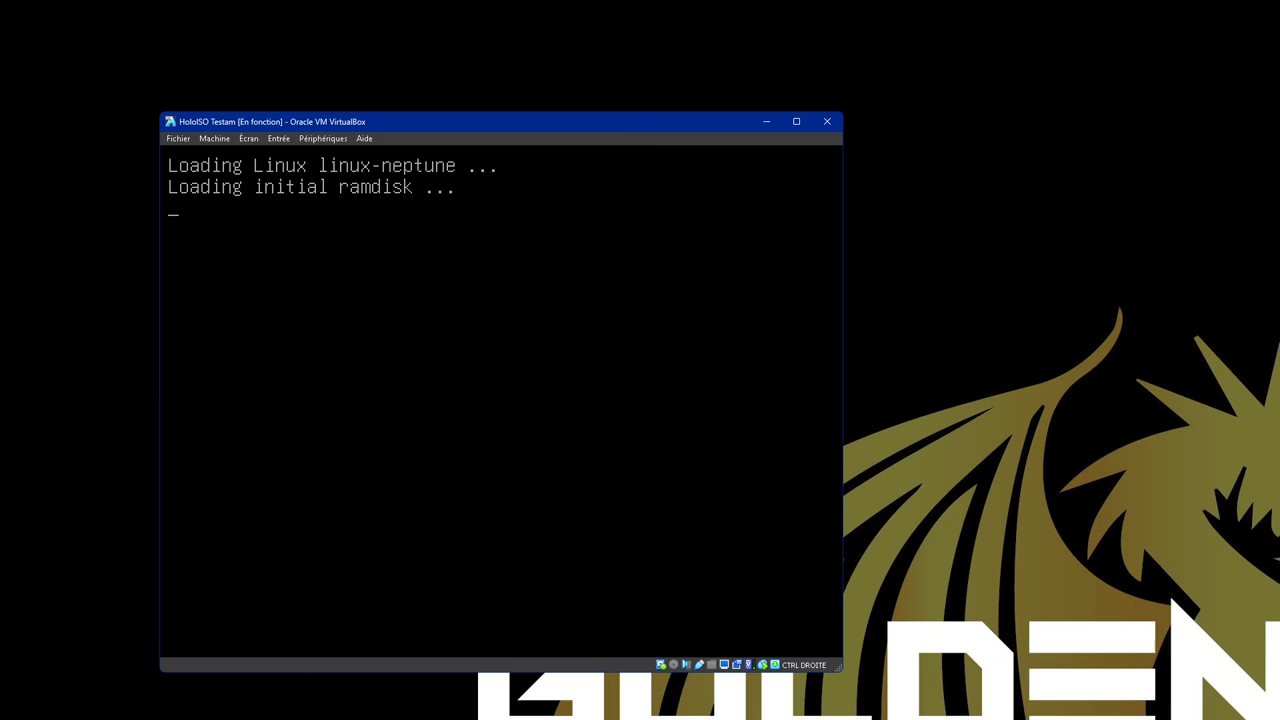 HoloISO Testam [En fonction] - Oracle VM VirtualBox
Fichier Machine Écran Entrée Périphériques Aide
Loading Linux linux-neptune ...
Loading initial ramdisk ...
_
CTRL DROITE